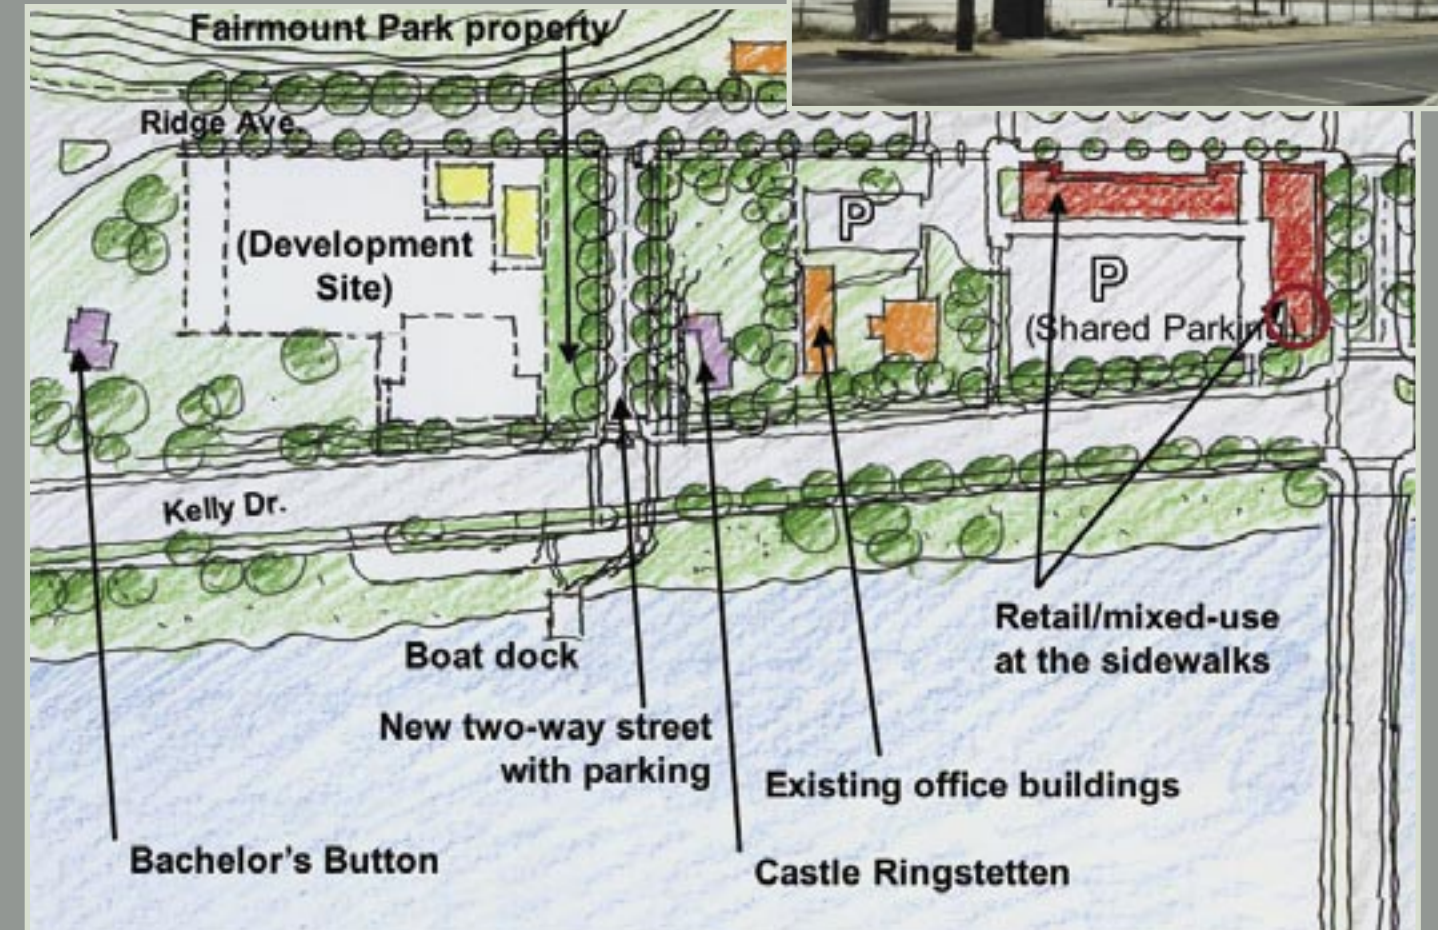 Fairmount Park property
Ridge Ave.
(Development
Site)
P
P
(Shared Parking)
Kelly Dr.
Retail/mixed-use
at the sidewalks
Boat dock
New two-way street
with parking
Existing office buildings
Bachelor's Button
Castle Ringstetten